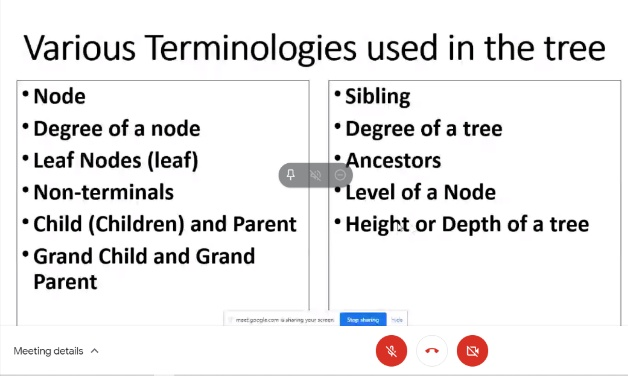 Various Terminologies used in the tree
• Node
• Degree of a node
• Leaf Nodes (leaf)
• Non-terminals
• Child (Children) and Parent
• Grand Child and Grand
Parent
• Sibling
• Degree of a tree
• Ancestors
• Level of a Node
• Height or Depth of a tree
meet.google.com is sharing your screen
Stop sharing
Hide
Meeting details